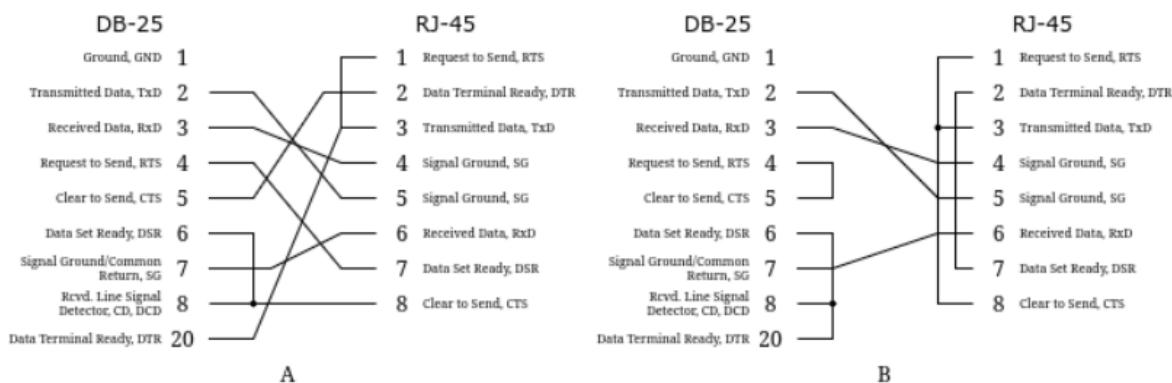 DB-25 RJ-45 DB-25 RJ-45
Ground, GND 1 1 Request to Send, RTS Ground, GND 1 1 Request to Send, RTS
Transmitted Data, TxD 2 2 Data Terminal Ready, DTR Transmitted Data, TxD 2 2 Data Terminal Ready, DTR
Received Data, RxD 3 3 Transmitted Data, TxD Received Data, RxD 3 3 Transmitted Data, TxD
Request to Send, RTS 4 4 Signal Ground, SG Request to Send, RTS 4 4 Signal Ground, SG
Clear to Send, CTS 5 5 Signal Ground, SG Clear to Send, CTS 5 5 Signal Ground, SG
Data Set Ready, DSR 6 6 Received Data, RxD Data Set Ready, DSR 6 6 Received Data, RxD
Signal Ground/Common
Return, SG 7 7 Data Set Ready, DSR Signal Ground/Common
Return, SG 7 7 Data Set Ready, DSR
Rcvd. Line Signal
Detector, CD, DCD 8 8 Clear to Send, CTS Rcvd. Line Signal
Detector, CD, DCD 8 8 Clear to Send, CTS
Data Terminal Ready, DTR 20 Data Terminal Ready, DTR 20
A B